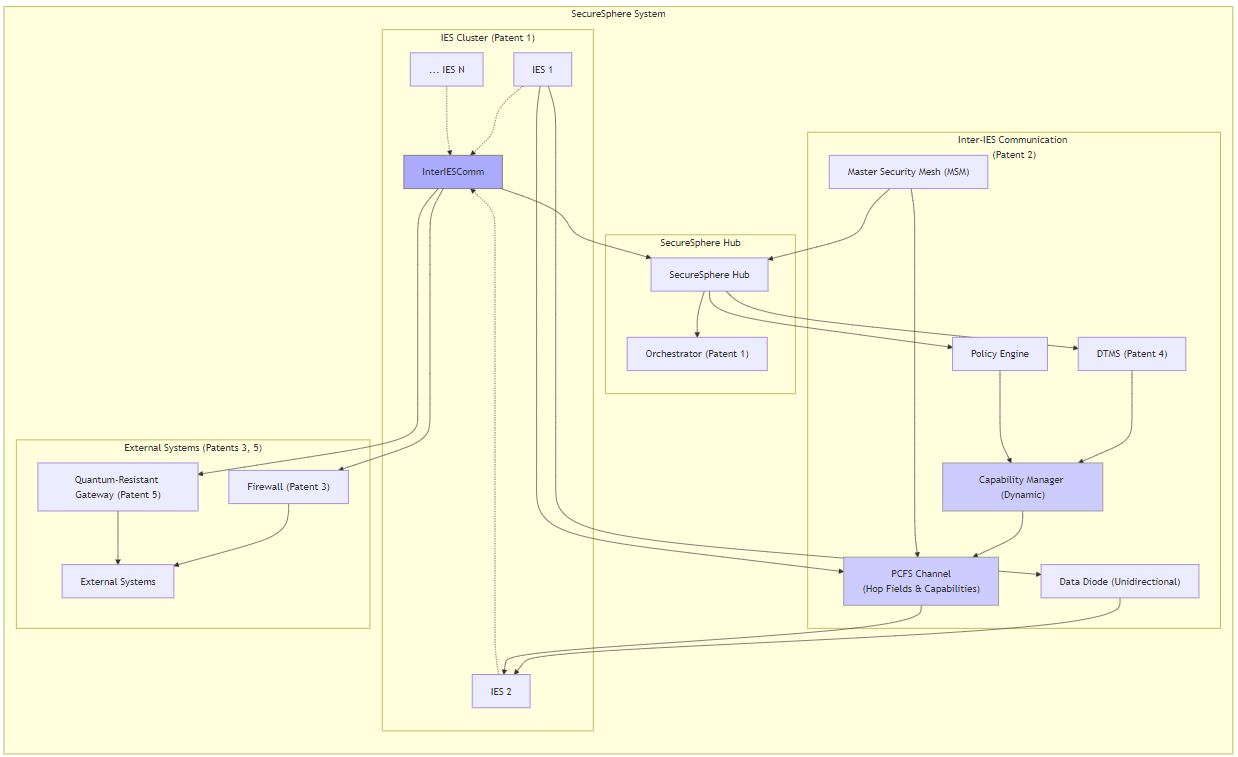 SecureSphere System
IES Cluster (Patent 1)
... IES N
IES 1
InterIESComm
Inter-IES Communication
(Patent 2)
Master Security Mesh (MSM)
SecureSphere Hub
SecureSphere Hub
Orchestrator (Patent 1)
Policy Engine
DTMS (Patent 4)
External Systems (Patents 3, 5)
Quantum-Resistant
Gateway (Patent 5)
Firewall (Patent 3)
Capability Manager
(Dynamic)
External Systems
PCFS Channel
(Hop Fields & Capabilities)
Data Diode (Unidirectional)
IES 2